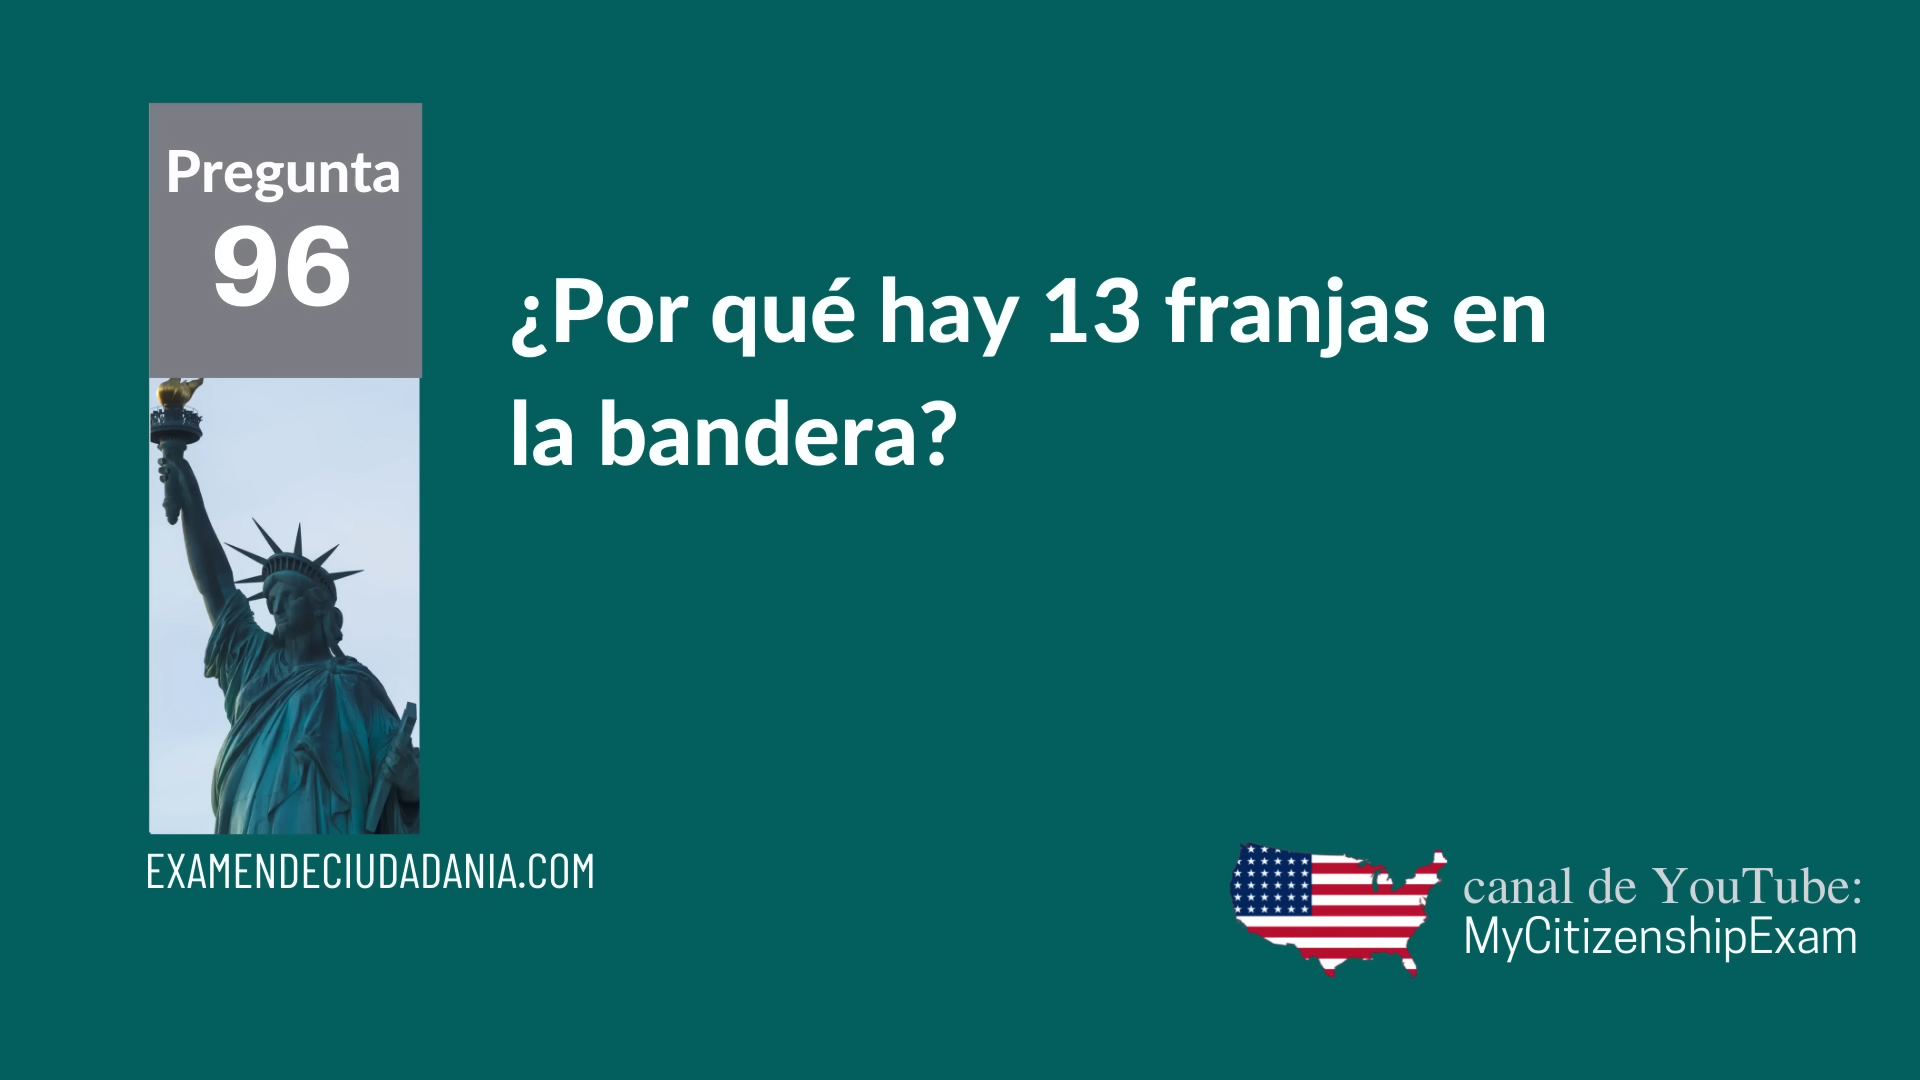 Pregunta
96
¿Por qué hay 13 franjas en
la bandera?
EXAMENDECIUDADANIA.COM
canal de YouTube:
MyCitizenshipExam